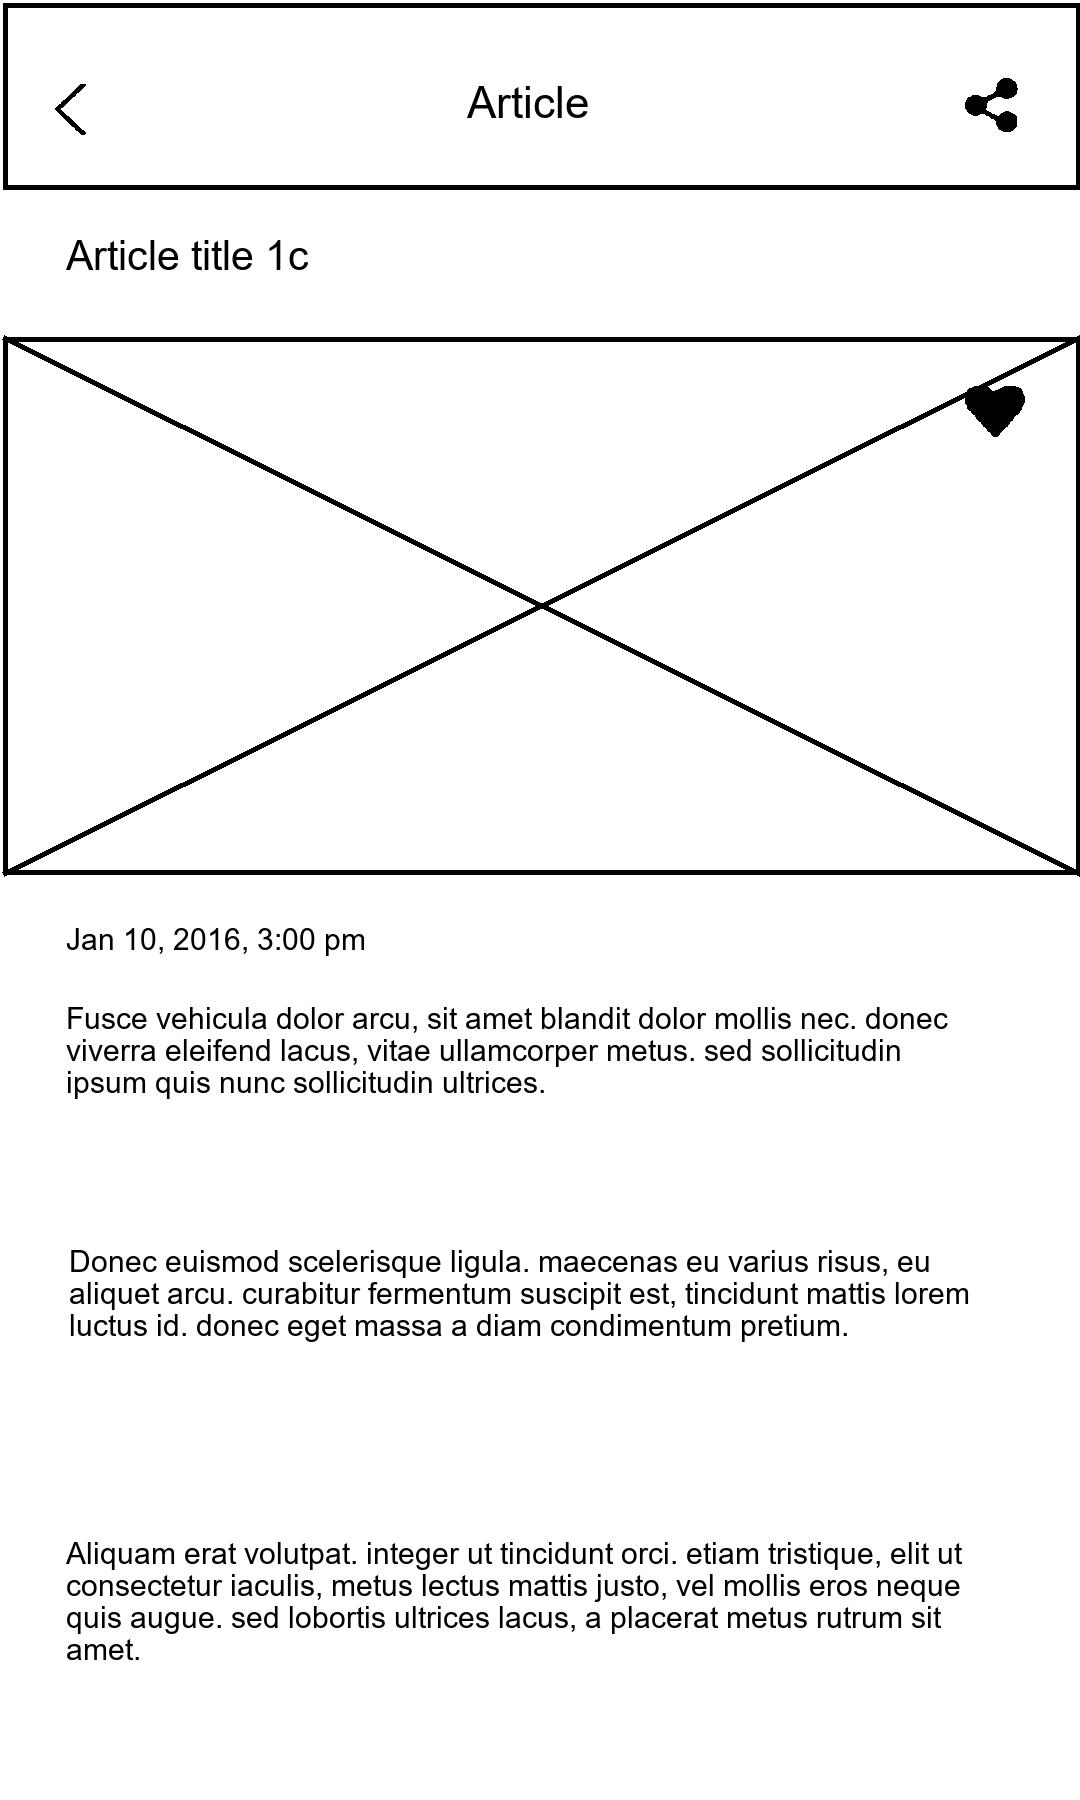 Article
Article title 1c
Jan 10, 2016, 3:00 pm
Fusce vehicula dolor arcu, sit amet blandit dolor mollis nec. donec
viverra eleifend lacus, vitae ullamcorper metus. sed sollicitudin
ipsum quis nunc sollicitudin ultrices.
Donec euismod scelerisque ligula. maecenas eu varius risus, eu
aliquet arcu. curabitur fermentum suscipit est, tincidunt mattis lorem
luctus id. donec eget massa a diam condimentum pretium.
Aliquam erat volutpat. integer ut tincidunt orci. etiam tristique, elit ut
consectetur iaculis, metus lectus mattis justo, vel mollis eros neque
quis augue. sed lobortis ultrices lacus, a placerat metus rutrum sit
amet.